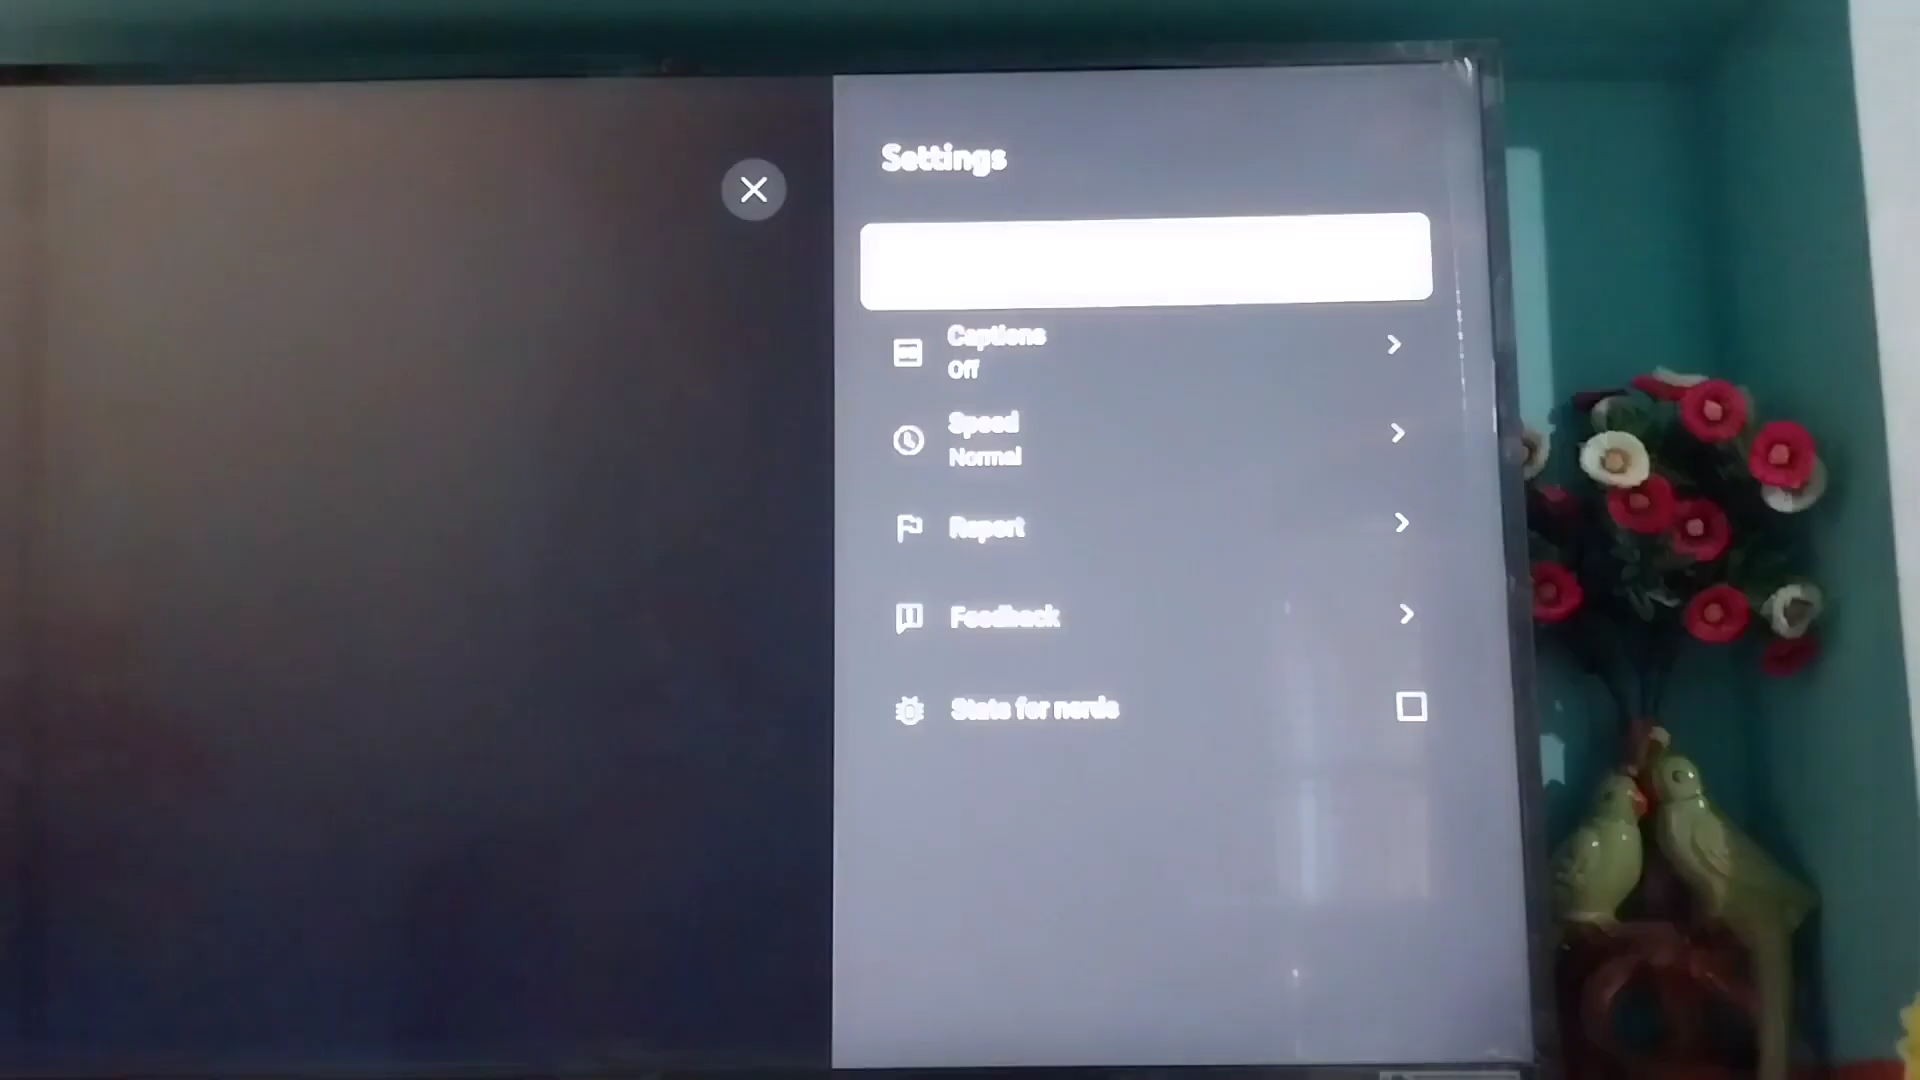 Settings
Captions
Off
Speed
Normal
Report
Feedback
Stats for nerds